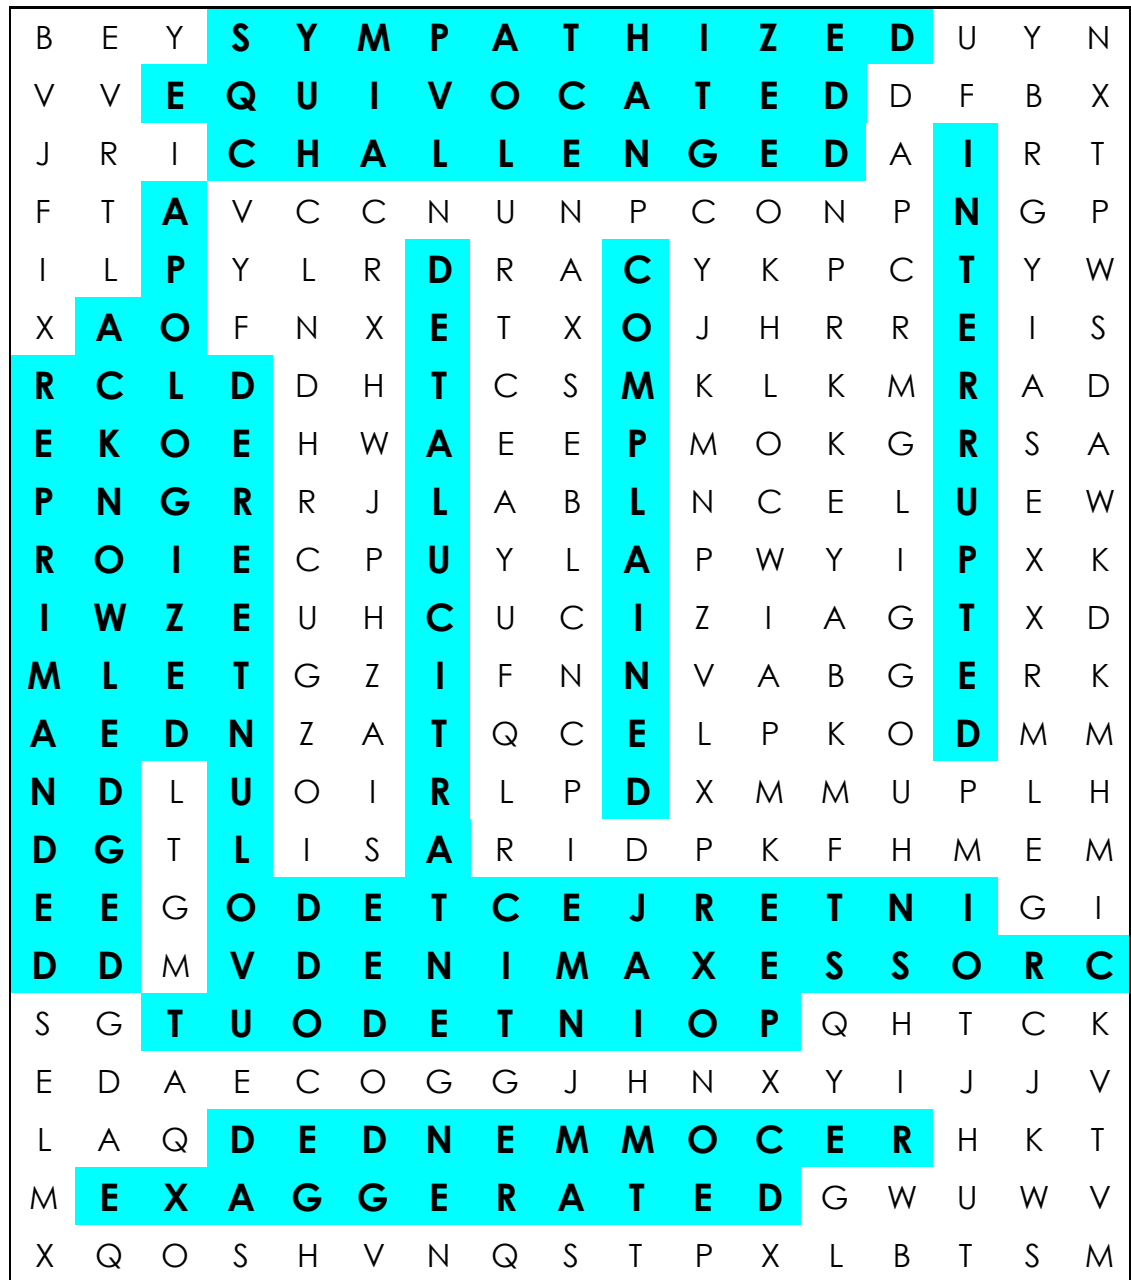 B E Y S Y M P A T H I Z E D U Y N
V V E Q U I V O C A T E D D F B X
J R I C H A L L E N G E D A I R T
F T A V C C N U N P C O N P N G P
I L P Y L R D R A C Y K P C T Y W
X A O F N X E T X O J H R R E I S
R C L D D H T C S M K L K M R A D
E K O E H W A E E P M O K G R S A
P N G R R J L A B L N C E L U E W
R O I E C P U Y L A P W Y I P X K
I W Z E U H C U C I Z I A G T X D
M L E T G Z I F N N V A B G E R K
A E D N Z A T Q C E L P K O D M M
N D L U O I R L P D X M M U P L H
D G T L I S A R I D P K F H M E M
E E G O D E T C E J R E T N I G I
D D M V D E N I M A X E S S O R C
S G T U O D E T N I O P Q H T C K
E D A E C O G G J H N X Y I J J V
L A Q D E D N E M M O C E R H K T
M E X A G G E R A T E D G W U W V
X Q O S H V N Q S T P X L B T S M